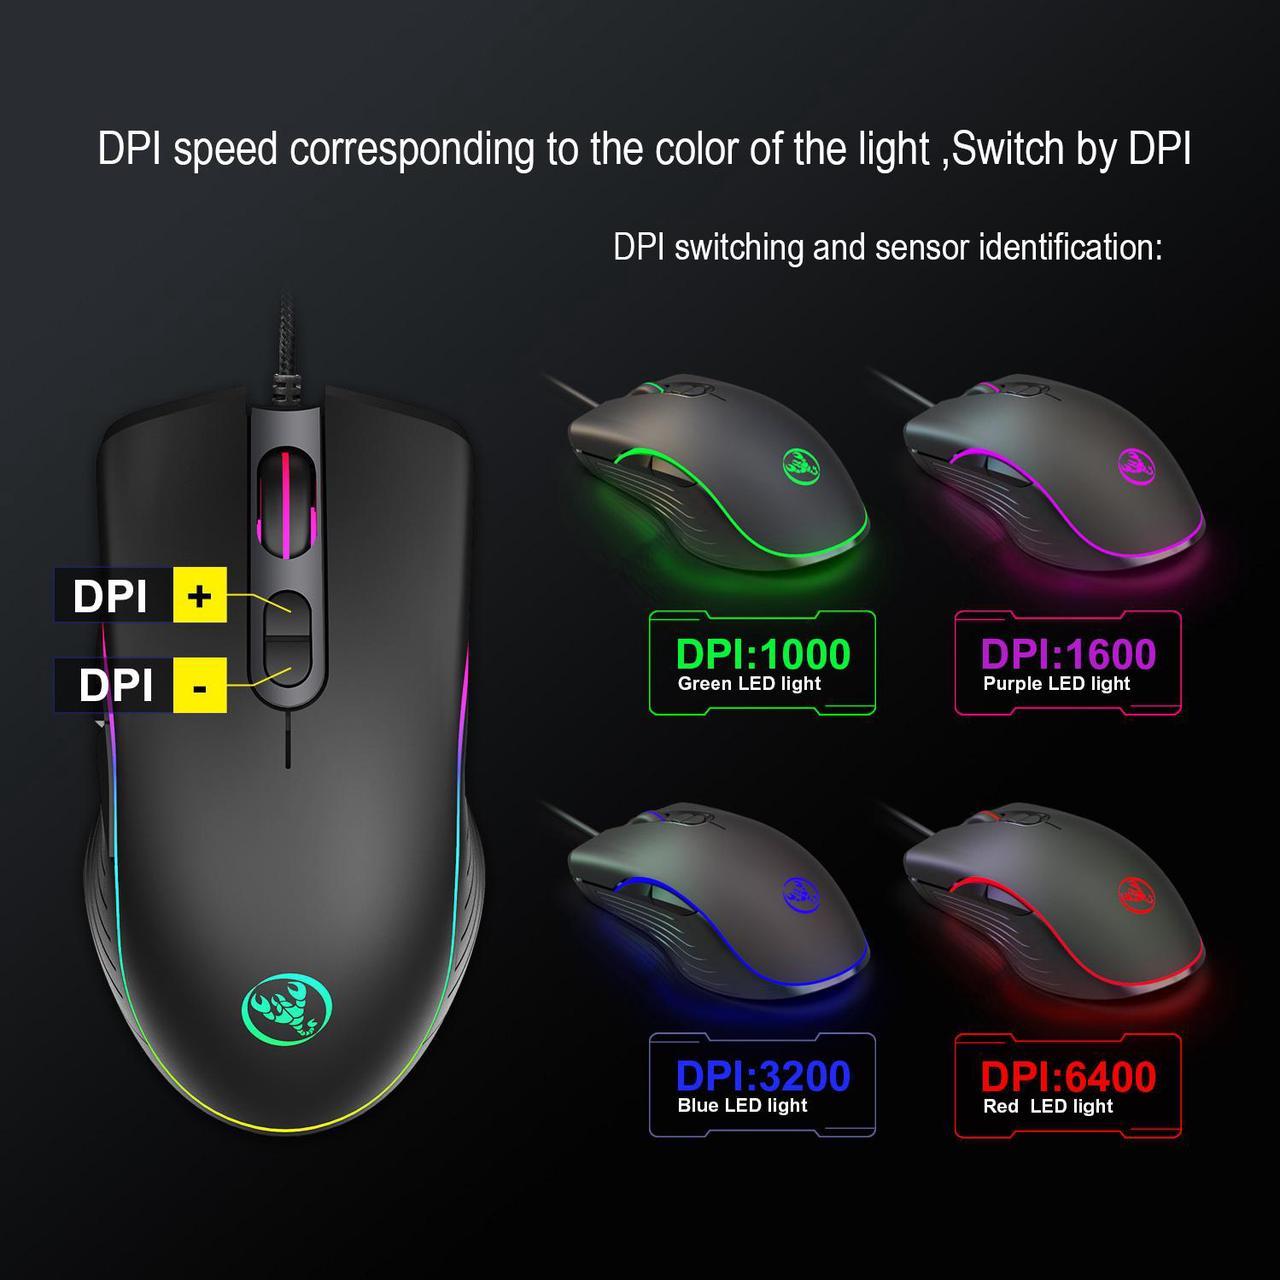 DPI speed corresponding to the color of the light ,Switch by DPI
DPI switching and sensor identification:
DPI +
DPI -
DPI:1000
Green LED light
DPI:1600
Purple LED light
DPI:3200
Blue LED light
DPI:6400
Red LED light